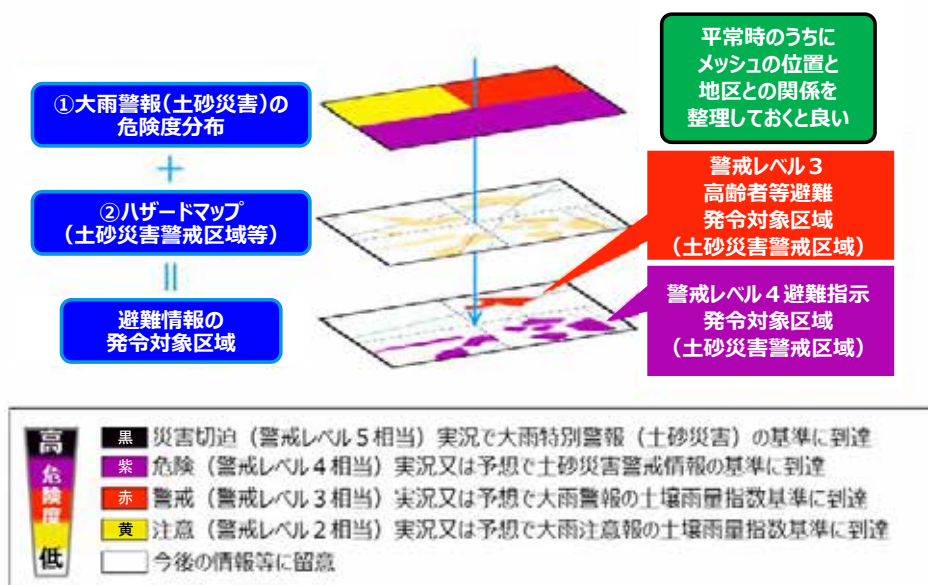 ①大雨警報(土砂災害)の
危険度分布
+
②ハザードマップ
(土砂災害警戒区域等)
=
避難情報の
発令対象区域
平常時のうちに
メッシュの位置と
地区との関係を
整理しておくと良い
警戒レベル3
高齢者等避難
発令対象区域
(土砂災害警戒区域)
警戒レベル4避難指示
発令対象区域
(土砂災害警戒区域)
高
危険度
低
黒 災害切迫(警戒レベル5相当)実況で大雨特別警報(土砂災害)の基準に到達
紫 危険(警戒レベル4相当)実況又は予想で土砂災害警戒情報の基準に到達
赤 警戒(警戒レベル3相当)実況又は予想で大雨警報の土壌雨量指数基準に到達
黄 注意(警戒レベル2相当)実況又は予想で大雨注意報の土壌雨量指数基準に到達
今後の情報等に留意